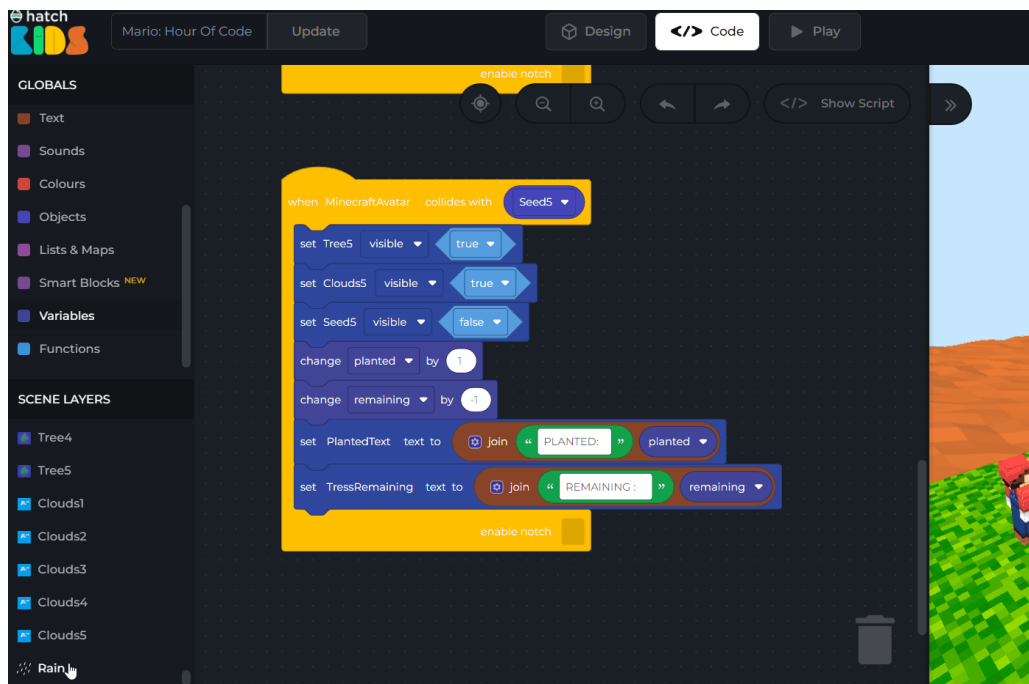 hatch
KIDS
Mario: Hour Of Code
Update
Design
</> Code
Play
GLOBALS
Text
Sounds
Colours
Objects
Lists & Maps
Smart Blocks NEW
Variables
Functions
SCENE LAYERS
Tree4
Tree5
Clouds1
Clouds2
Clouds3
Clouds4
Clouds5
Rain
enable notch
</> Show Script
when MinecraftAvatar collides with Seed5
set Tree5 visible true
set Clouds5 visible true
set Seed5 visible false
change planted by 1
change remaining by -1
set PlantedText text to join “ PLANTED: ” planted
set TressRemaining text to join “ REMAINING : ” remaining
enable notch